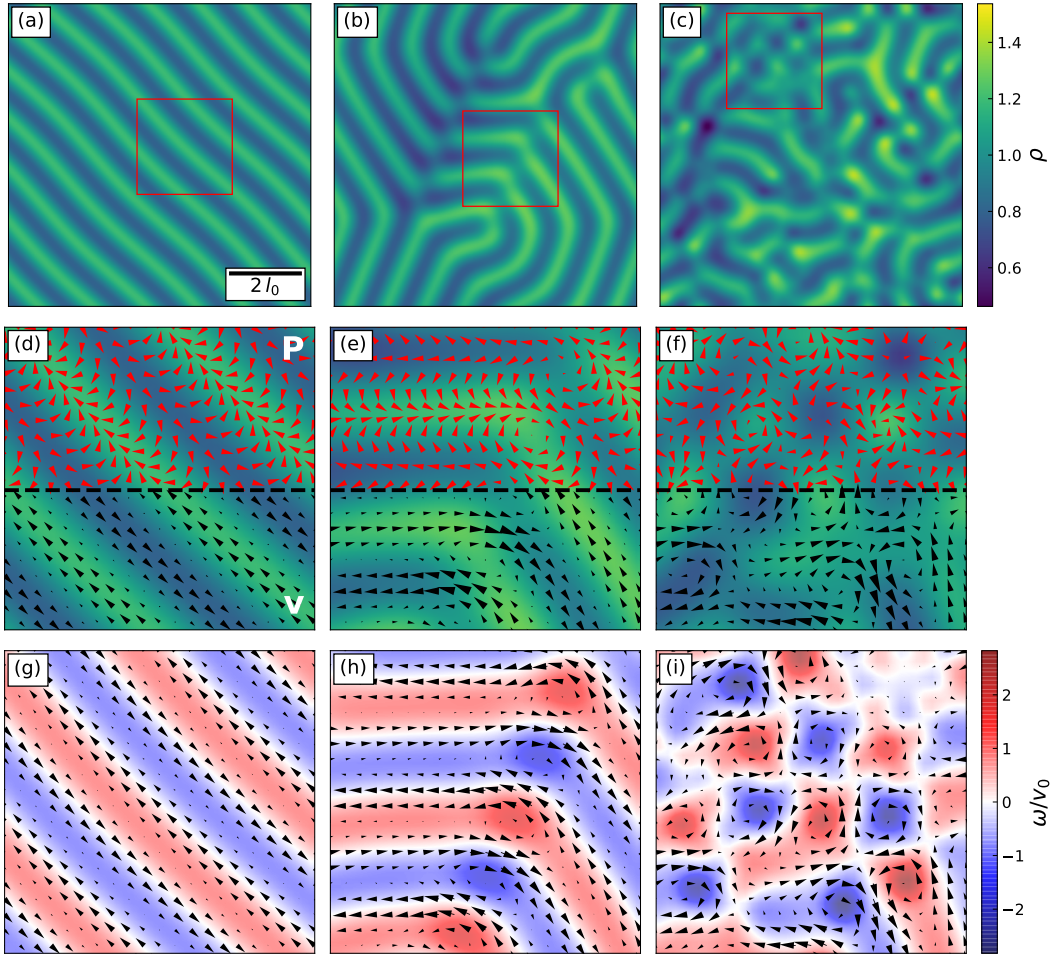 (a) (b) (c)
1.4
1.2
1.0
0.8
0.6
ρ
2 l₀
(d) P (e) (f)
v
(g) (h) (i)
2
1
0
−1
−2
ω/v₀